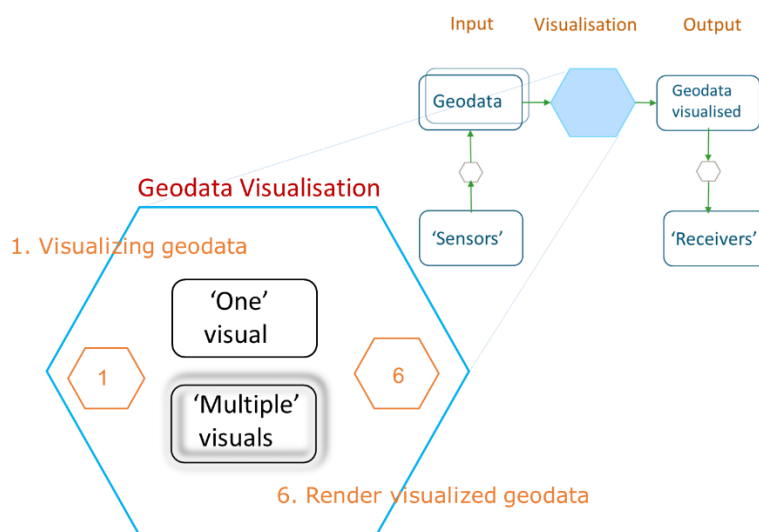 Input
Visualisation
Output
Geodata
Geodata
visualised
Geodata Visualisation
‘Sensors’
‘Receivers’
1. Visualizing geodata
‘One’
visual
1
6
‘Multiple’
visuals
6. Render visualized geodata